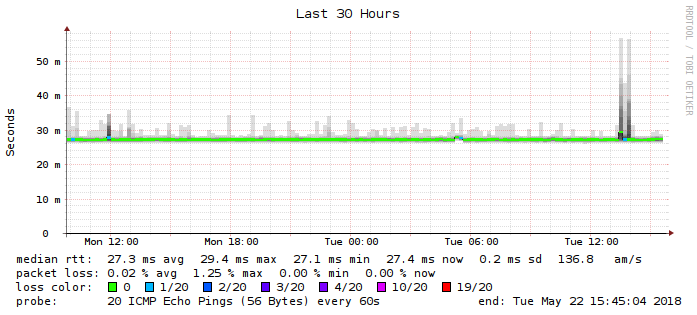 Last 30 Hours
RRDTOOL / TOBI OETIKER
Seconds
50 m
40 m
30 m
20 m
10 m
0
Mon 12:00 Mon 18:00 Tue 00:00 Tue 06:00 Tue 12:00
median rtt: 27.3 ms avg 29.4 ms max 27.1 ms min 27.4 ms now 0.2 ms sd 136.8 am/s
packet loss: 0.02 % avg 1.25 % max 0.00 % min 0.00 % now
loss color: 0 1/20 2/20 3/20 4/20 10/20 19/20
probe: 20 ICMP Echo Pings (56 Bytes) every 60s end: Tue May 22 15:45:04 2018